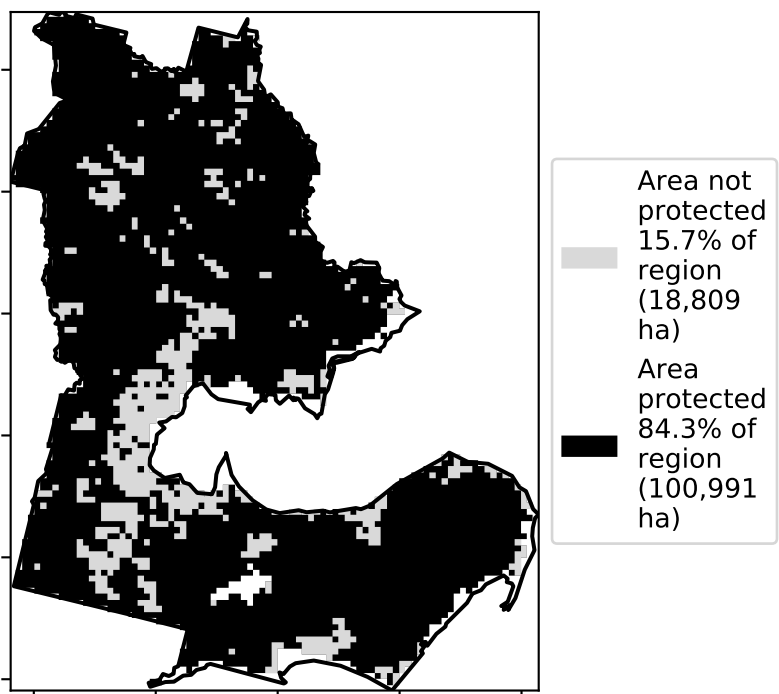 Area not
protected
15.7% of
region
(18,809
ha)
Area
protected
84.3% of
region
(100,991
ha)